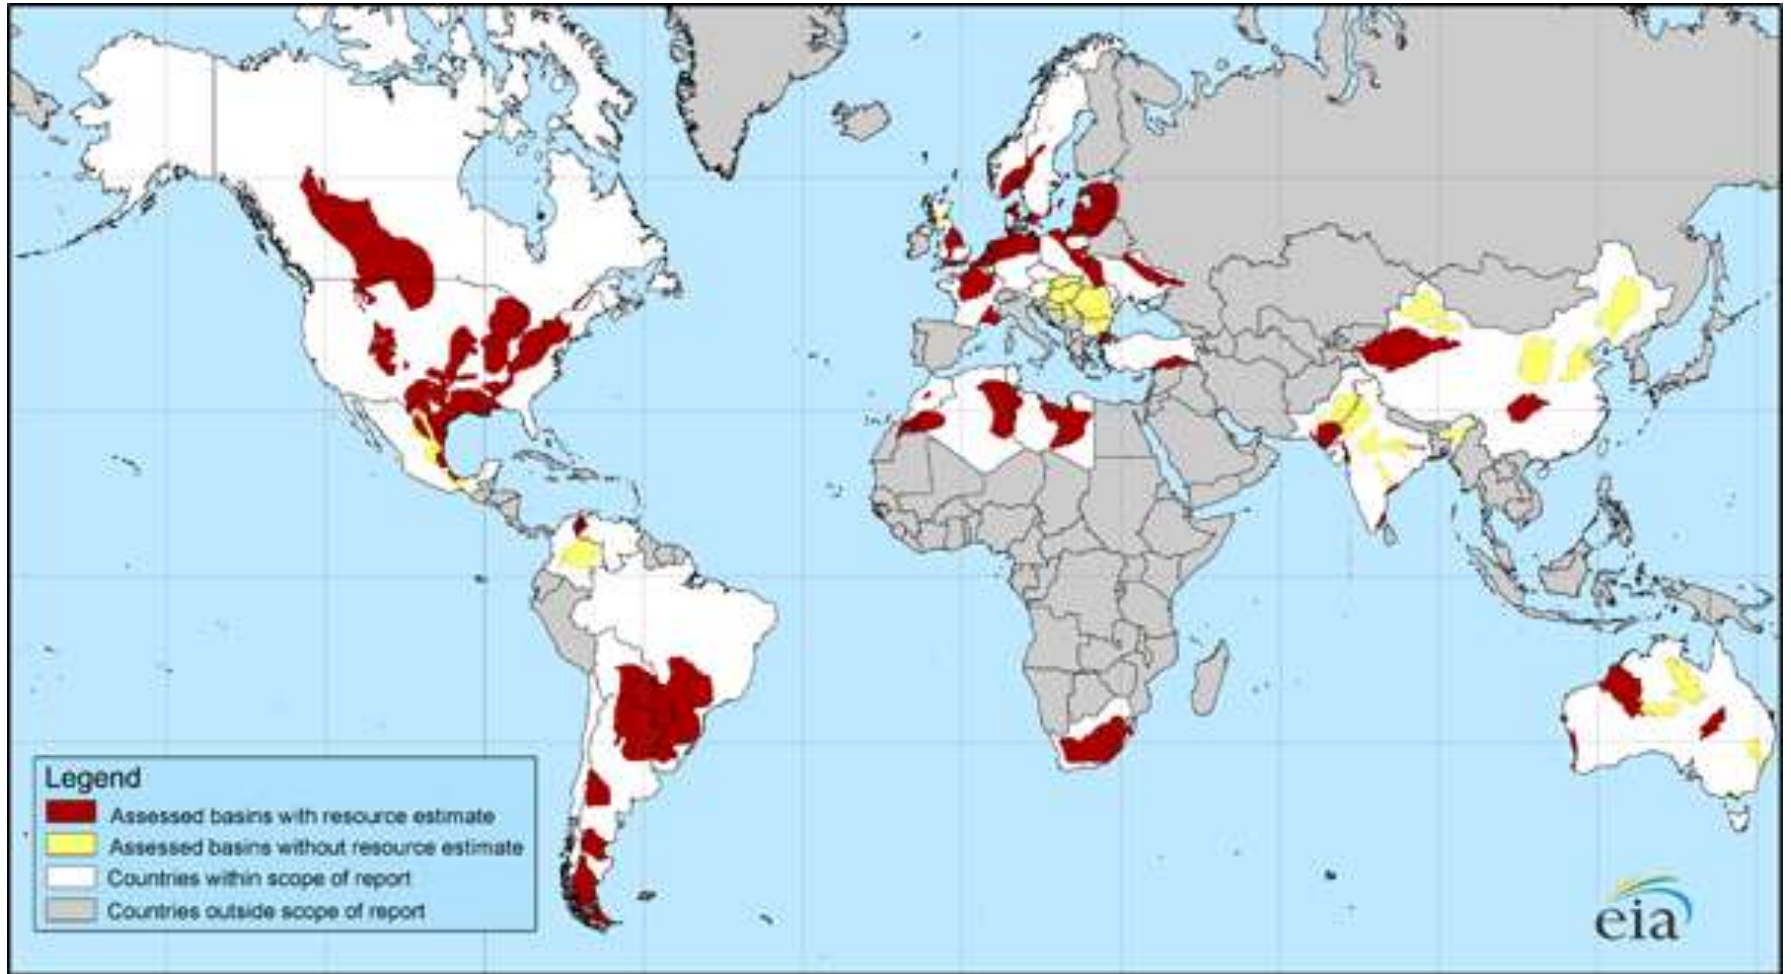 Legend
Assessed basins with resource estimate
Assessed basins without resource estimate
Countries within scope of report
Countries outside scope of report
eia